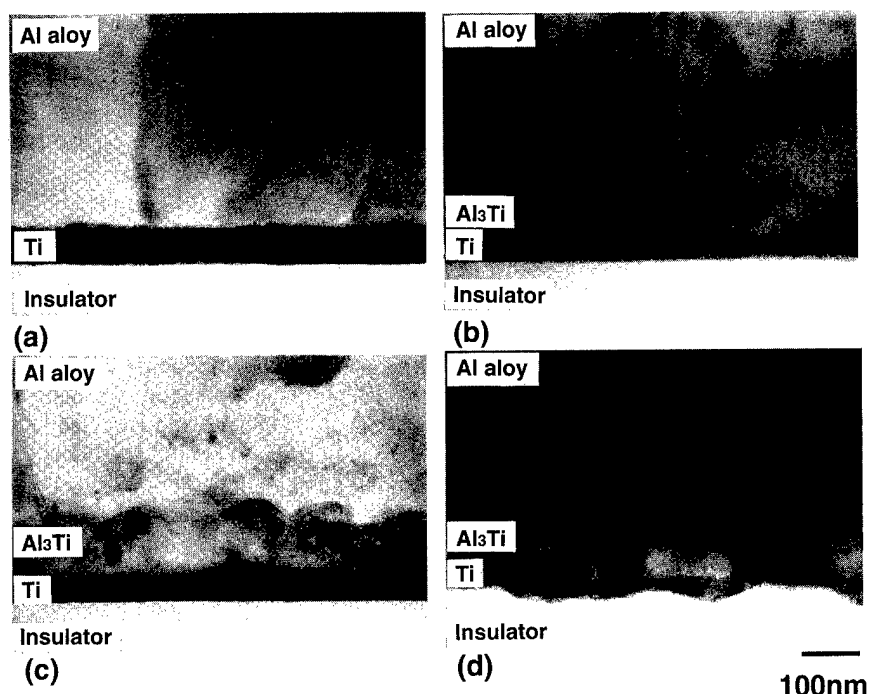 Al aloy
Ti
Insulator
(a)
Al aloy
Al₃Ti
Ti
Insulator
(b)
Al aloy
Al₃Ti
Ti
Insulator
(c)
Al aloy
Al₃Ti
Ti
Insulator
(d)
100nm